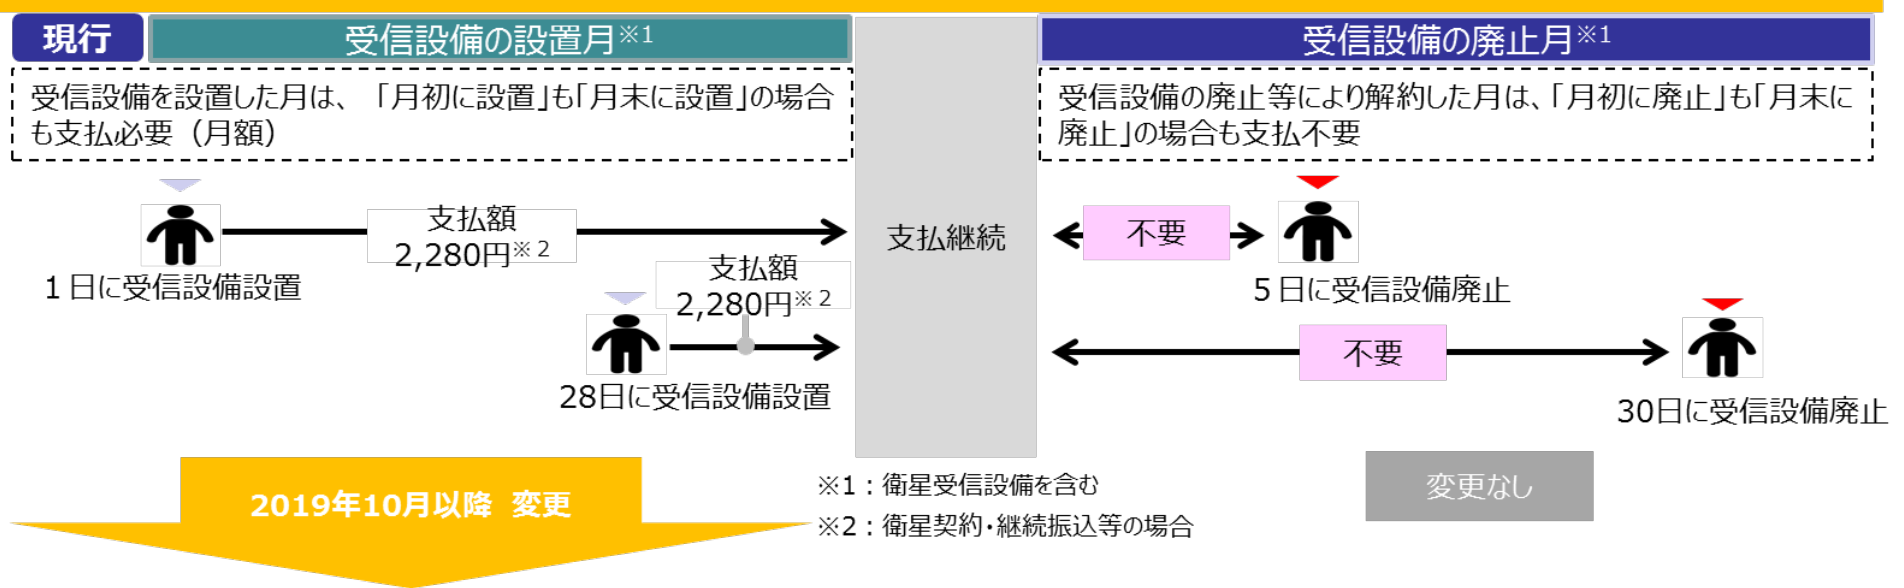 現行
受信設備の設置月※1
受信設備を設置した月は、「月初に設置」も「月末に設置」の場合
も支払必要（月額）
支払額
2,280円※2
1日に受信設備設置
支払額
2,280円※2
28日に受信設備設置
支払継続
受信設備の廃止月※1
受信設備の廃止等により解約した月は、「月初に廃止」も「月末に
廃止」の場合も支払不要
不要
5日に受信設備廃止
不要
30日に受信設備廃止
2019年10月以降 変更
※1：衛星受信設備を含む
※2：衛星契約・継続振込等の場合
変更なし